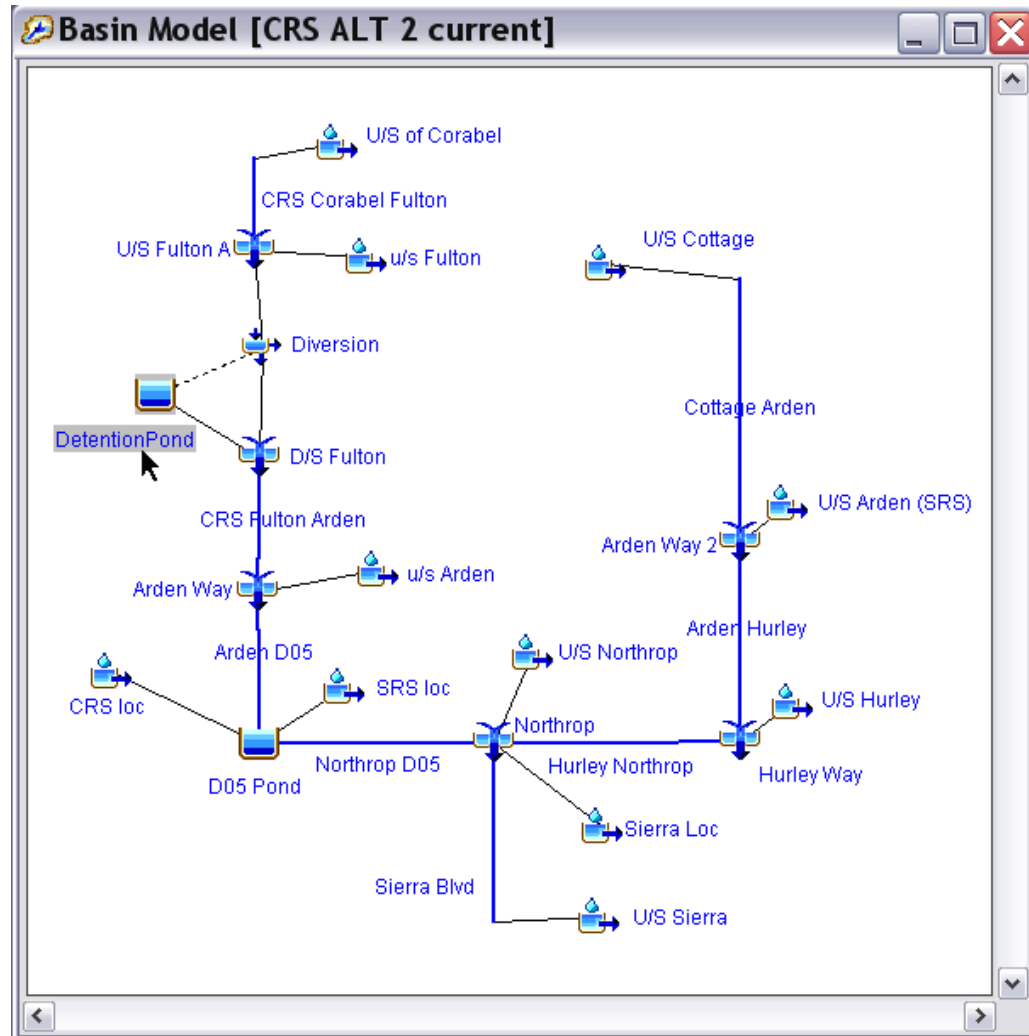 Basin Model [CRS ALT 2 current]
U/S of Corabel
CRS Corabel Fulton
U/S Fulton A
u/s Fulton
U/S Cottage
Diversion
DetentionPond
D/S Fulton
Cottage Arden
CRS Fulton Arden
U/S Arden (SRS)
Arden Way 2
Arden Way
u/s Arden
Arden D05
Arden Hurley
U/S Northrop
CRS loc
SRS loc
U/S Hurley
Northrop
Northrop D05
Hurley Northrop
Hurley Way
D05 Pond
Sierra Loc
Sierra Blvd
U/S Sierra